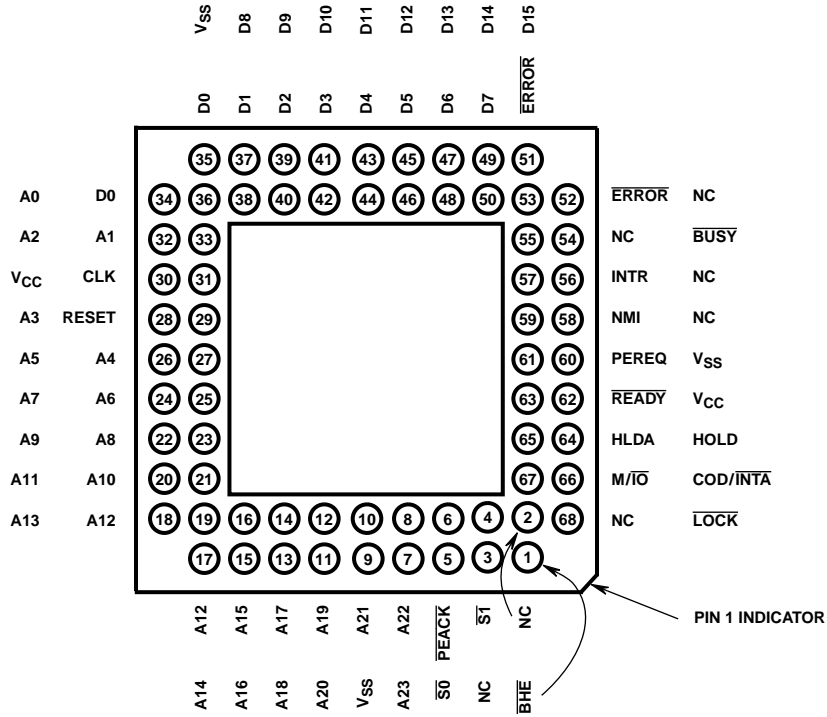 VSS D8 D9 D10 D11 D12 D13 D14 D15
D0 D1 D2 D3 D4 D5 D6 D7 ERROR
35 37 39 41 43 45 47 49 51
A0 D0 34 36 38 40 42 44 46 48 50 53 52 ERROR NC
A2 A1 32 33 55 54 NC BUSY
VCC CLK 30 31 57 56 INTR NC
A3 RESET 28 29 59 58 NMI NC
A5 A4 26 27 61 60 PEREQ VSS
A7 A6 24 25 63 62 READY VCC
A9 A8 22 23 65 64 HLDA HOLD
A11 A10 20 21 67 66 M/IO COD/INTA
A13 A12 18 19 16 14 12 10 8 6 4 2 68 NC LOCK
17 15 13 11 9 7 5 3 1
A12 A15 A17 A19 A21 A22 PEACK S1 NC PIN 1 INDICATOR
A14 A16 A18 A20 VSS A23 S0 NC BHE